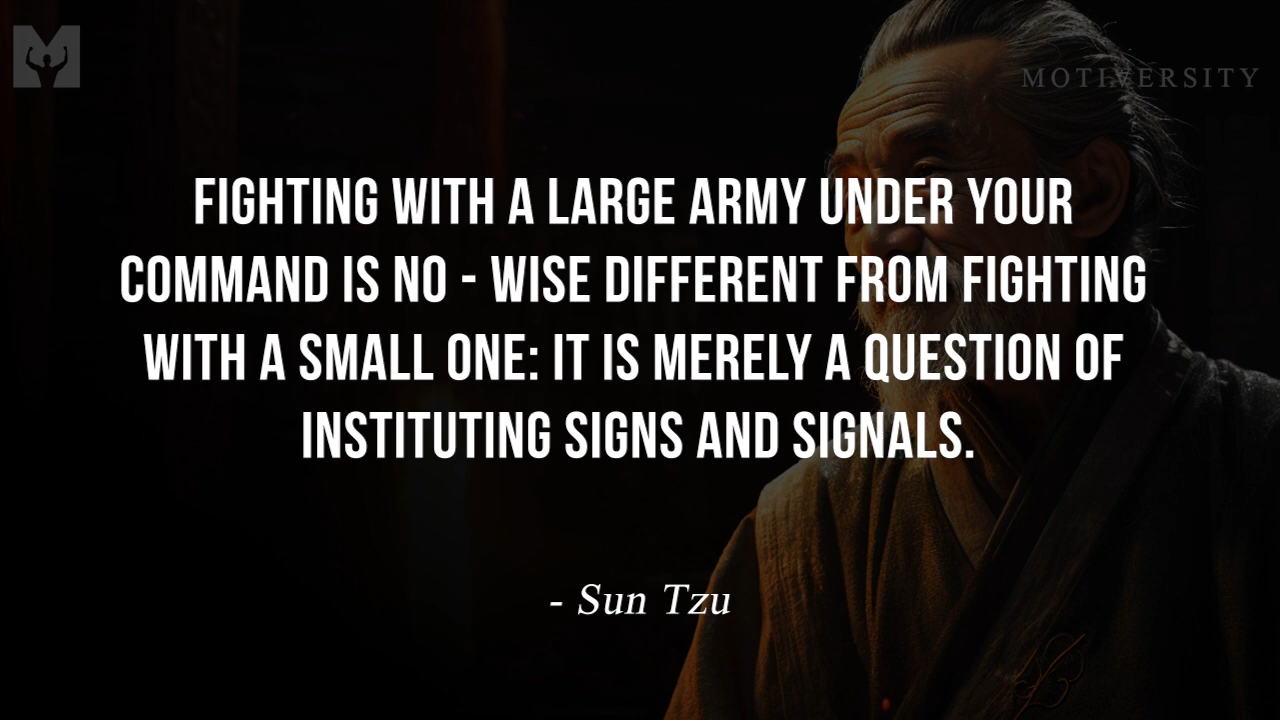 MOTIVERSITY
FIGHTING WITH A LARGE ARMY UNDER YOUR
COMMAND IS NO - WISE DIFFERENT FROM FIGHTING
WITH A SMALL ONE: IT IS MERELY A QUESTION OF
INSTITUTING SIGNS AND SIGNALS.
- Sun Tzu